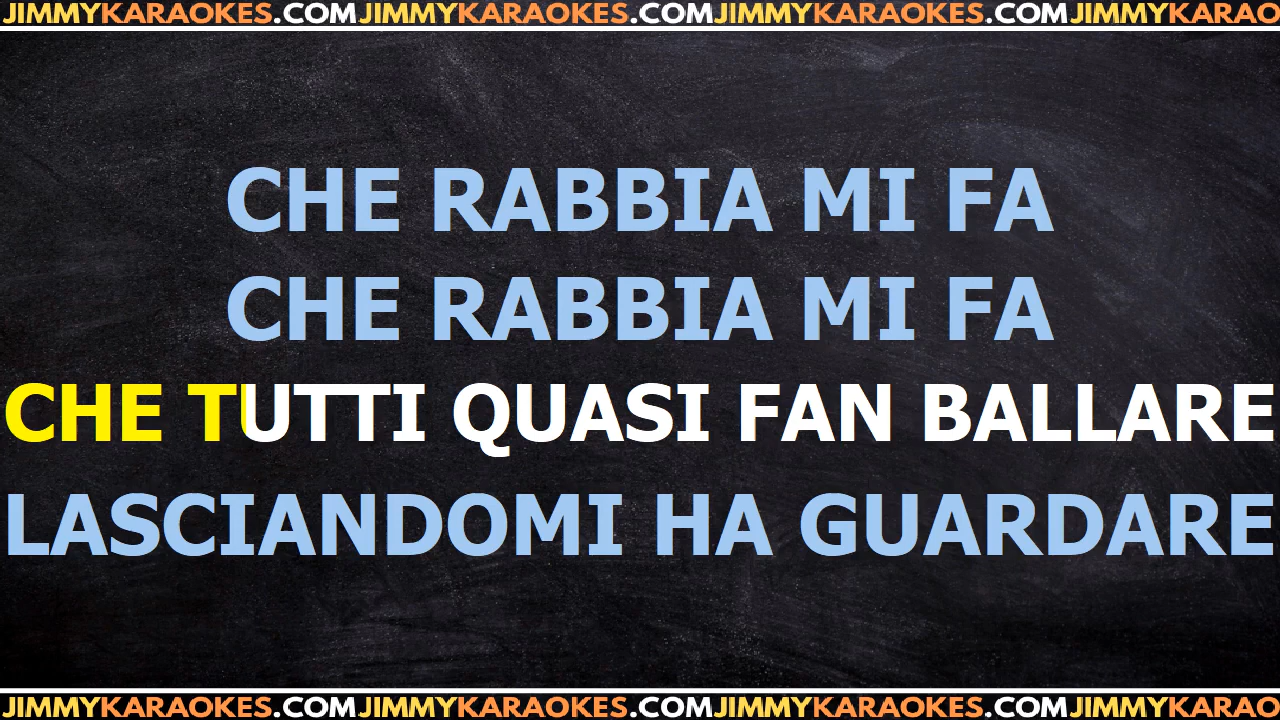 JIMMYKARAOKES.COMJIMMYKARAOKES.COMJIMMYKARAOKES.COMJIMMYKARAO
CHE RABBIA MI FA
CHE RABBIA MI FA
CHE TUTTI QUASI FAN BALLARE
LASCIANDOMI HA GUARDARE
JIMMYKARAOKES.COMJIMMYKARAOKES.COMJIMMYKARAOKES.COMJIMMYKARAO